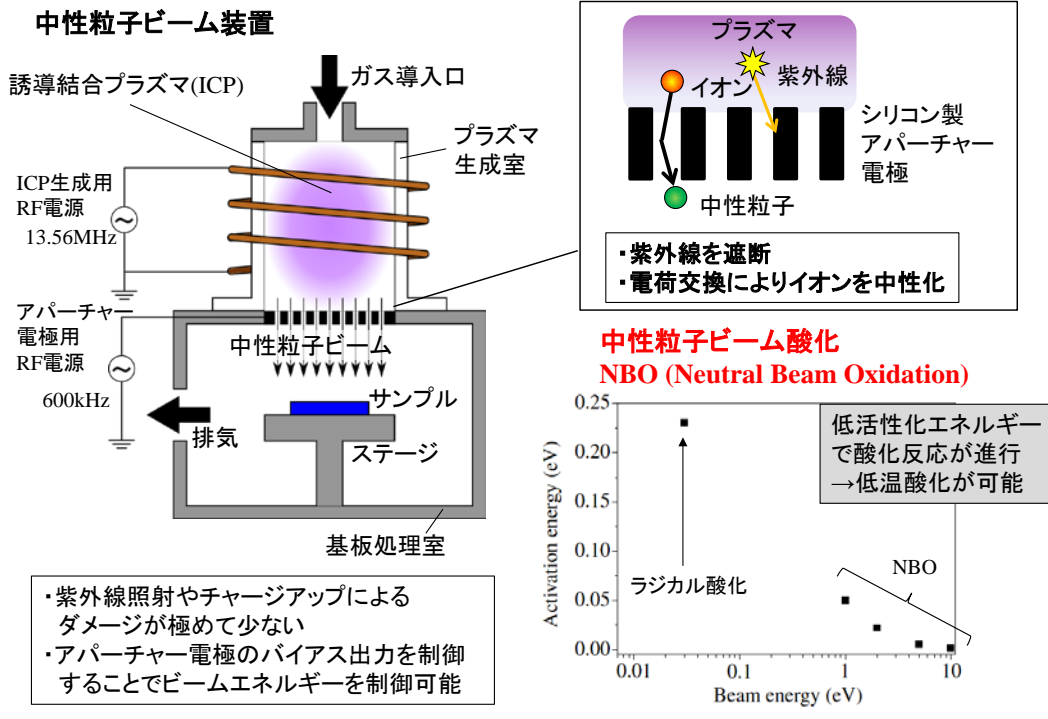 中性粒子ビーム装置
ガス導入口
誘導結合プラズマ(ICP)
プラズマ
生成室
ICP生成用
RF電源
13.56MHz
~
アパーチャー
電極用
RF電源
600kHz
~
中性粒子ビーム
サンプル
排気
ステージ
基板処理室
・紫外線照射やチャージアップによる
ダメージが極めて少ない
・アパーチャー電極のバイアス出力を制御
することでビームエネルギーを制御可能
プラズマ
イオン
紫外線
シリコン製
アパーチャー
電極
中性粒子
・紫外線を遮断
・電荷交換によりイオンを中性化
中性粒子ビーム酸化
NBO (Neutral Beam Oxidation)
低活性化エネルギー
で酸化反応が進行
→低温酸化が可能
Activation energy (eV)
0.25
0.20
0.15
0.10
0.05
0.00
ラジカル酸化
NBO
0.01 0.1 1 10
Beam energy (eV)